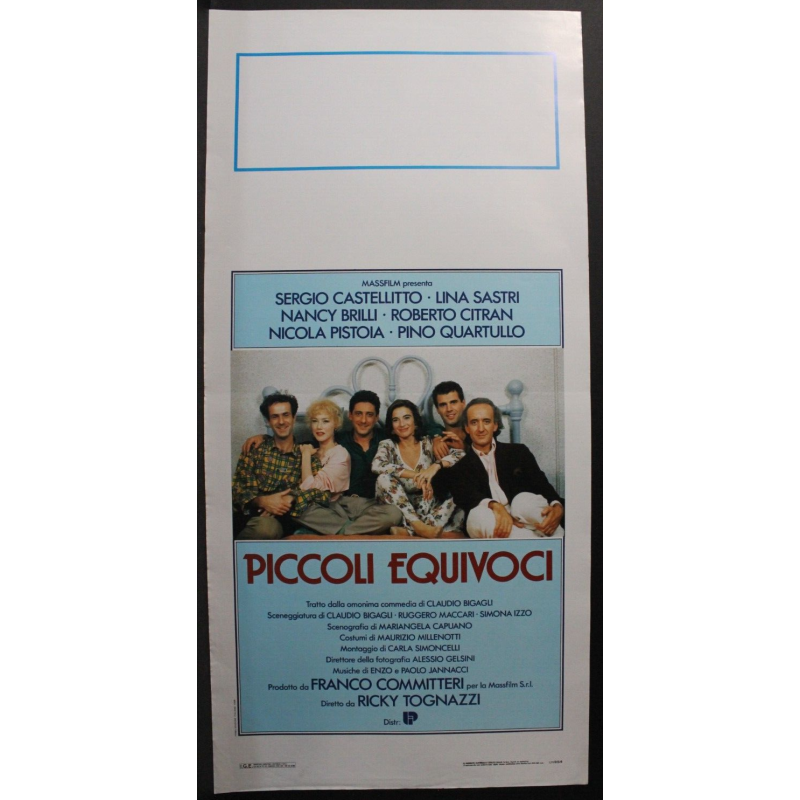 MASSFILM presenta
SERGIO CASTELLITTO · LINA SASTRI
NANCY BRILLI · ROBERTO CITRAN
NICOLA PISTOIA · PINO QUARTULLO
PICCOLI EQUIVOCI
Tratto dalla omonima commedia di CLAUDIO BIGAGLI
Sceneggiatura di CLAUDIO BIGAGLI · RUGGERO MACCARI · SIMONA IZZO
Scenografia di MARIANGELA CAPUANO
Costumi di MAURIZIO MILLENOTTI
Montaggio di CARLA SIMONCELLI
Direttore della fotografia ALESSIO GELSINI
Musiche di ENZO e PAOLO JANNACCI
Prodotto da FRANCO COMMITTERI per la Massfilm S.r.l.
Diretto da RICKY TOGNAZZI
Distr: